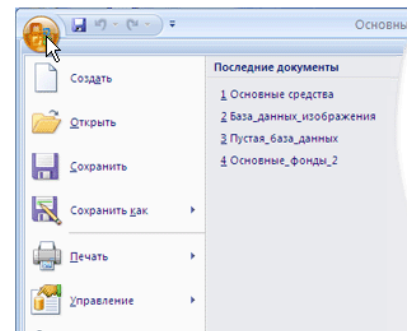 Основны
Создать
Открыть
Сохранить
Сохранить как
Печать
Управление
Последние документы
1 Основные средства
2 База_данных_изображения
3 Пустая_база_данных
4 Основные_фонды_2